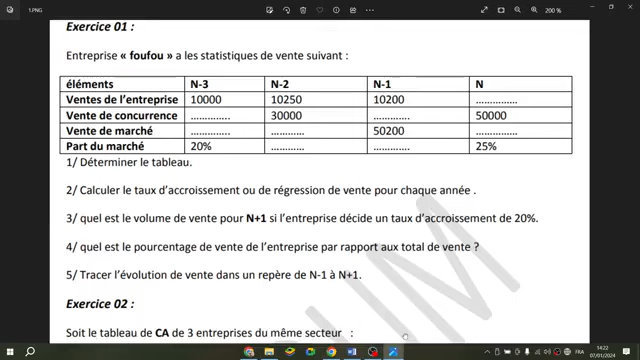 1.PNG
200 %
Exercice 01 :
Entreprise « foufou » a les statistiques de vente suivant :
éléments N-3 N-2 N-1 N
Ventes de l'entreprise 10000 10250 10200 ...............
Vente de concurrence .............. 30000 .............. 50000
Vente de marché .............. ............. 50200 ...............
Part du marché 20% ............. .............. 25%
1/ Déterminer le tableau.
2/ Calculer le taux d'accroissement ou de régression de vente pour chaque année .
3/ quel est le volume de vente pour N+1 si l'entreprise décide un taux d'accroissement de 20%.
4/ quel est le pourcentage de vente de l'entreprise par rapport aux total de vente ?
5/ Tracer l'évolution de vente dans un repère de N-1 à N+1.
Exercice 02 :
Soit le tableau de CA de 3 entreprises du même secteur :
FRA
14:22
07/01/2024